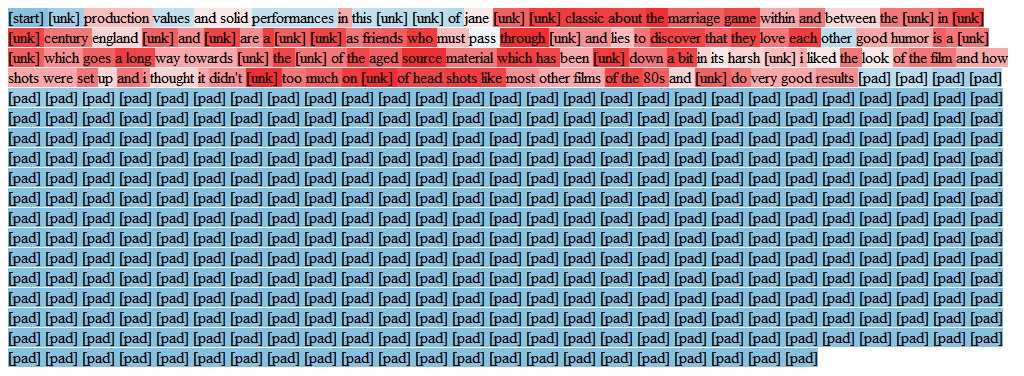 [start] [unk] production values and solid performances in this [unk] [unk] of jane [unk] [unk] classic about the marriage game within and between the [unk] in [unk]
[unk] century england [unk] and [unk] are a [unk] [unk] as friends who must pass through [unk] and lies to discover that they love each other good humor is a [unk]
[unk] which goes a long way towards [unk] the [unk] of the aged source material which has been [unk] down a bit in its harsh [unk] i liked the look of the film and how
shots were set up and i thought it didn't [unk] too much on [unk] of head shots like most other films of the 80s and [unk] do very good results [pad] [pad] [pad] [pad]
[pad] [pad] [pad] [pad] [pad] [pad] [pad] [pad] [pad] [pad] [pad] [pad] [pad] [pad] [pad] [pad] [pad] [pad] [pad] [pad] [pad] [pad] [pad] [pad] [pad] [pad] [pad]
[pad] [pad] [pad] [pad] [pad] [pad] [pad] [pad] [pad] [pad] [pad] [pad] [pad] [pad] [pad] [pad] [pad] [pad] [pad] [pad] [pad] [pad] [pad] [pad] [pad] [pad] [pad]
[pad] [pad] [pad] [pad] [pad] [pad] [pad] [pad] [pad] [pad] [pad] [pad] [pad] [pad] [pad] [pad] [pad] [pad] [pad] [pad] [pad] [pad] [pad] [pad] [pad] [pad] [pad]
[pad] [pad] [pad] [pad] [pad] [pad] [pad] [pad] [pad] [pad] [pad] [pad] [pad] [pad] [pad] [pad] [pad] [pad] [pad] [pad] [pad] [pad] [pad] [pad] [pad] [pad] [pad]
[pad] [pad] [pad] [pad] [pad] [pad] [pad] [pad] [pad] [pad] [pad] [pad] [pad] [pad] [pad] [pad] [pad] [pad] [pad] [pad] [pad] [pad] [pad] [pad] [pad] [pad] [pad]
[pad] [pad] [pad] [pad] [pad] [pad] [pad] [pad] [pad] [pad] [pad] [pad] [pad] [pad] [pad] [pad] [pad] [pad] [pad] [pad] [pad] [pad] [pad] [pad] [pad] [pad] [pad]
[pad] [pad] [pad] [pad] [pad] [pad] [pad] [pad] [pad] [pad] [pad] [pad] [pad] [pad] [pad] [pad] [pad] [pad] [pad] [pad] [pad] [pad] [pad] [pad] [pad] [pad] [pad]
[pad] [pad] [pad] [pad] [pad] [pad] [pad] [pad] [pad] [pad] [pad] [pad] [pad] [pad] [pad] [pad] [pad] [pad] [pad] [pad] [pad] [pad] [pad] [pad] [pad] [pad] [pad]
[pad] [pad] [pad] [pad] [pad] [pad] [pad] [pad] [pad] [pad] [pad] [pad] [pad] [pad] [pad] [pad] [pad] [pad] [pad] [pad] [pad] [pad] [pad] [pad] [pad] [pad] [pad]
[pad] [pad] [pad] [pad] [pad] [pad] [pad] [pad] [pad] [pad] [pad] [pad] [pad] [pad] [pad] [pad] [pad] [pad] [pad] [pad] [pad] [pad] [pad] [pad] [pad] [pad] [pad]
[pad] [pad] [pad] [pad] [pad] [pad] [pad] [pad] [pad] [pad] [pad] [pad] [pad] [pad] [pad] [pad] [pad] [pad] [pad] [pad] [pad] [pad] [pad] [pad] [pad] [pad] [pad]
[pad] [pad] [pad] [pad] [pad] [pad] [pad] [pad] [pad] [pad] [pad] [pad] [pad] [pad] [pad] [pad] [pad] [pad] [pad] [pad] [pad] [pad] [pad] [pad] [pad] [pad] [pad]
[pad] [pad] [pad] [pad] [pad] [pad] [pad] [pad] [pad] [pad] [pad] [pad] [pad] [pad] [pad] [pad] [pad] [pad] [pad] [pad] [pad] [pad] [pad] [pad] [pad] [pad] [pad]
[pad] [pad] [pad] [pad] [pad] [pad] [pad] [pad] [pad] [pad] [pad] [pad] [pad] [pad] [pad] [pad] [pad] [pad] [pad] [pad] [pad] [pad]